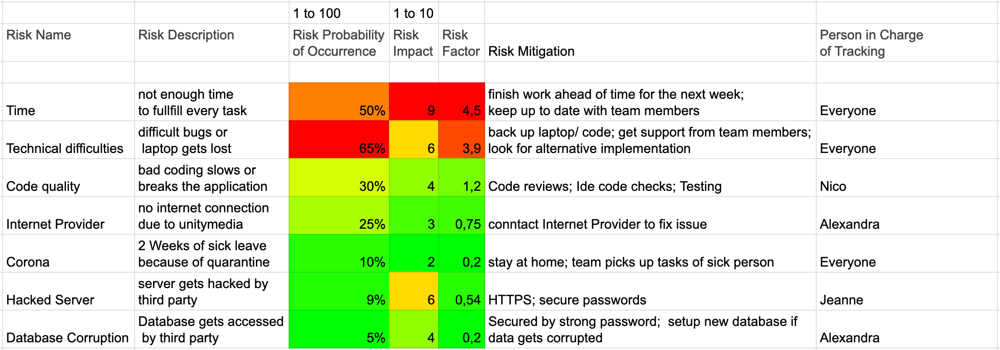 1 to 100 1 to 10
Risk Name Risk Description Risk Probability of Occurrence Risk Impact Risk Factor Risk Mitigation Person in Charge of Tracking
Time
not enough time
to fullfill every task
50% 9 4,5
finish work ahead of time for the next week;
keep up to date with team members
Everyone
Technical difficulties
difficult bugs or
laptop gets lost
65% 6 3,9
back up laptop/ code; get support from team members;
look for alternative implementation
Everyone
Code quality
bad coding slows or
breaks the application
30% 4 1,2
Code reviews; Ide code checks; Testing
Nico
Internet Provider
no internet connection
due to unitymedia
25% 3 0,75
conntact Internet Provider to fix issue
Alexandra
Corona
2 Weeks of sick leave
because of quarantine
10% 2 0,2
stay at home; team picks up tasks of sick person
Everyone
Hacked Server
server gets hacked by
third party
9% 6 0,54
HTTPS; secure passwords
Jeanne
Database Corruption
Database gets accessed
by third party
5% 4 0,2
Secured by strong password;  setup new database if
data gets corrupted
Alexandra